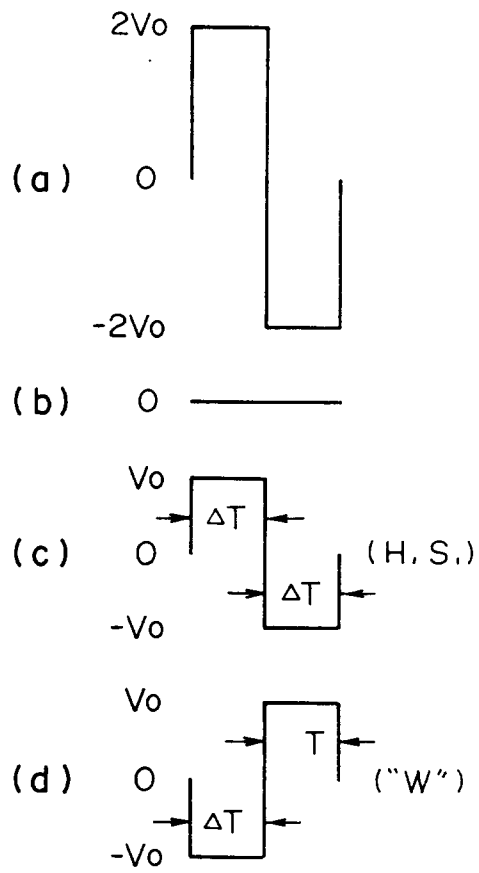 2Vo
(a) 0
-2Vo
(b) 0
Vo
ΔT
(c) 0 (H. S.)
ΔT
-Vo
Vo
T
(d) 0 ("W")
ΔT
-Vo